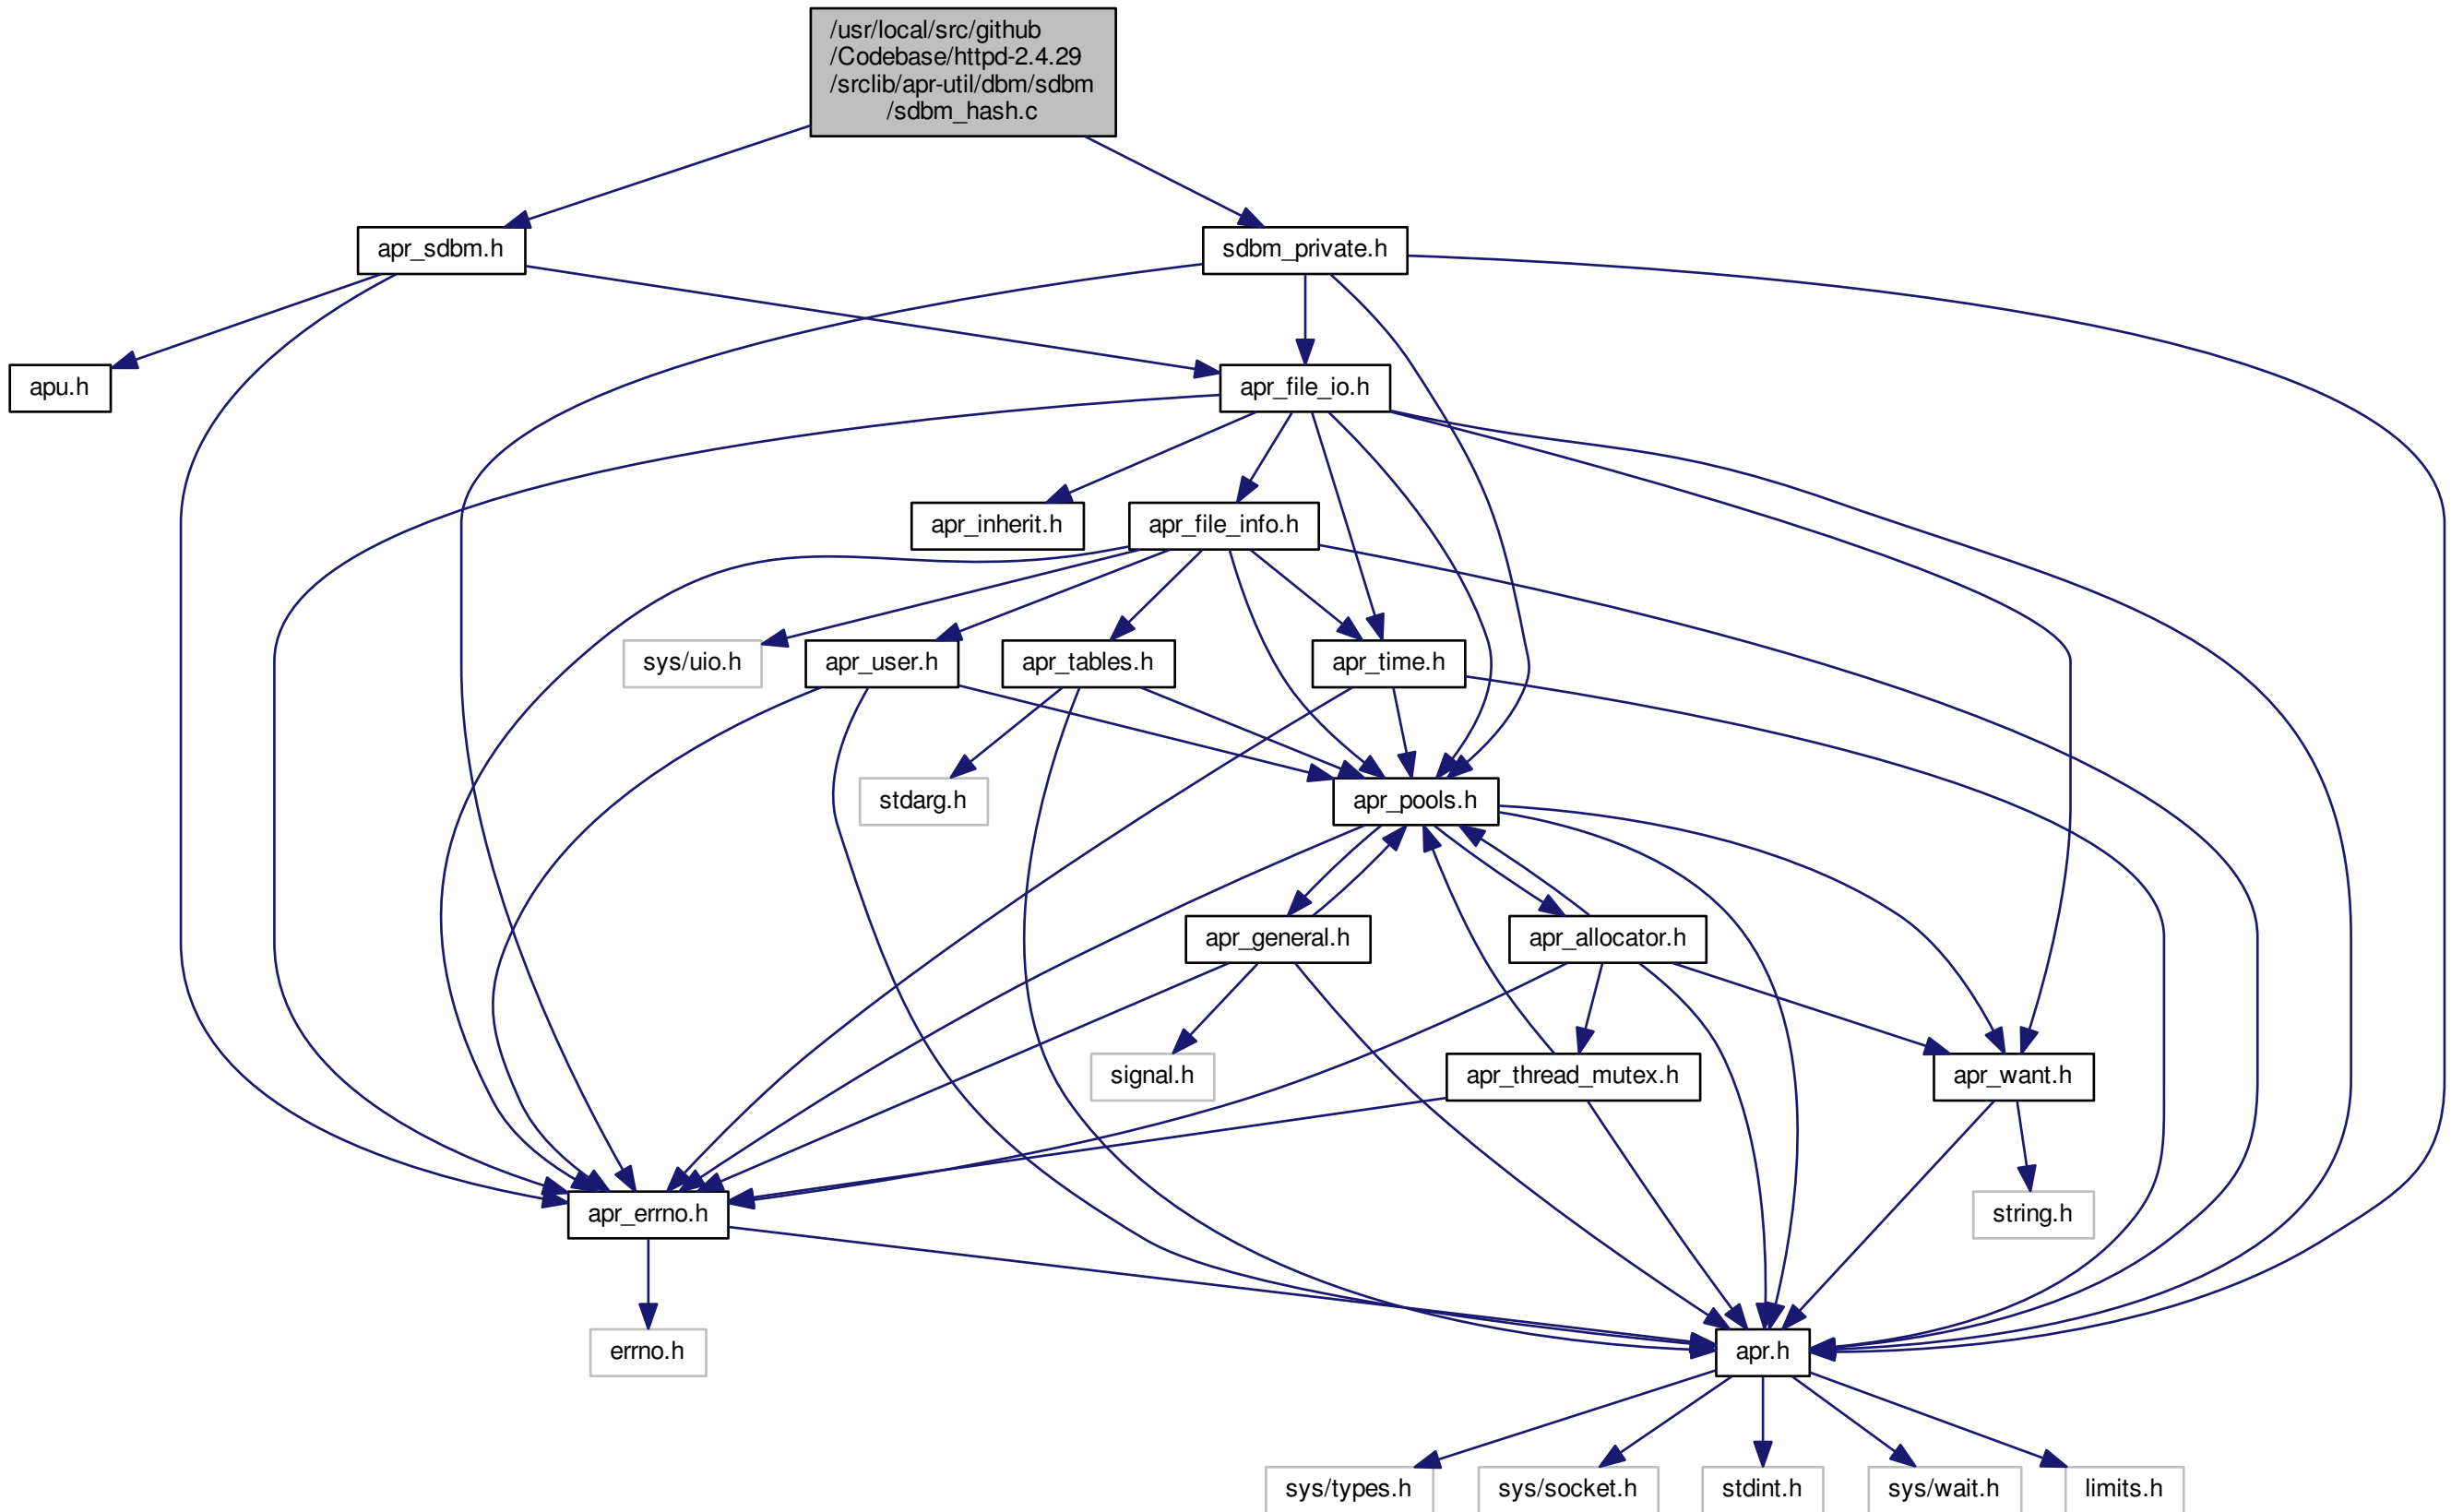 /usr/local/src/github
/Codebase/httpd-2.4.29
/srclib/apr-util/dbm/sdbm
/sdbm_hash.c
apr_sdbm.h
sdbm_private.h
apu.h
apr_file_io.h
apr_inherit.h
apr_file_info.h
sys/uio.h
apr_user.h
apr_tables.h
apr_time.h
stdarg.h
apr_pools.h
apr_general.h
apr_allocator.h
signal.h
apr_thread_mutex.h
apr_want.h
apr_errno.h
string.h
errno.h
apr.h
sys/types.h
sys/socket.h
stdint.h
sys/wait.h
limits.h